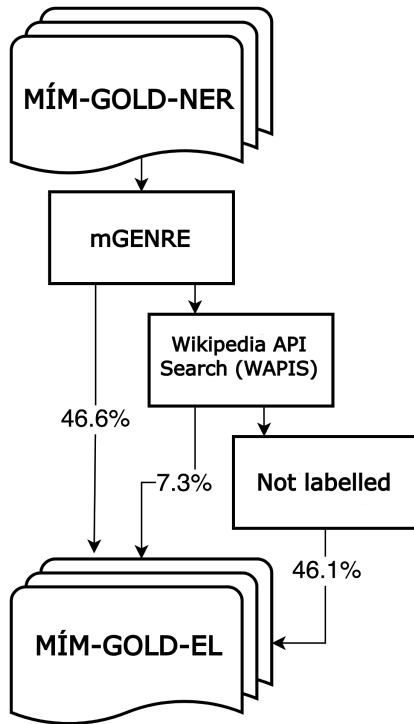 MÍM-GOLD-NER
mGENRE
Wikipedia API
Search (WAPIS)
46.6%
7.3%
Not labelled
46.1%
MÍM-GOLD-EL